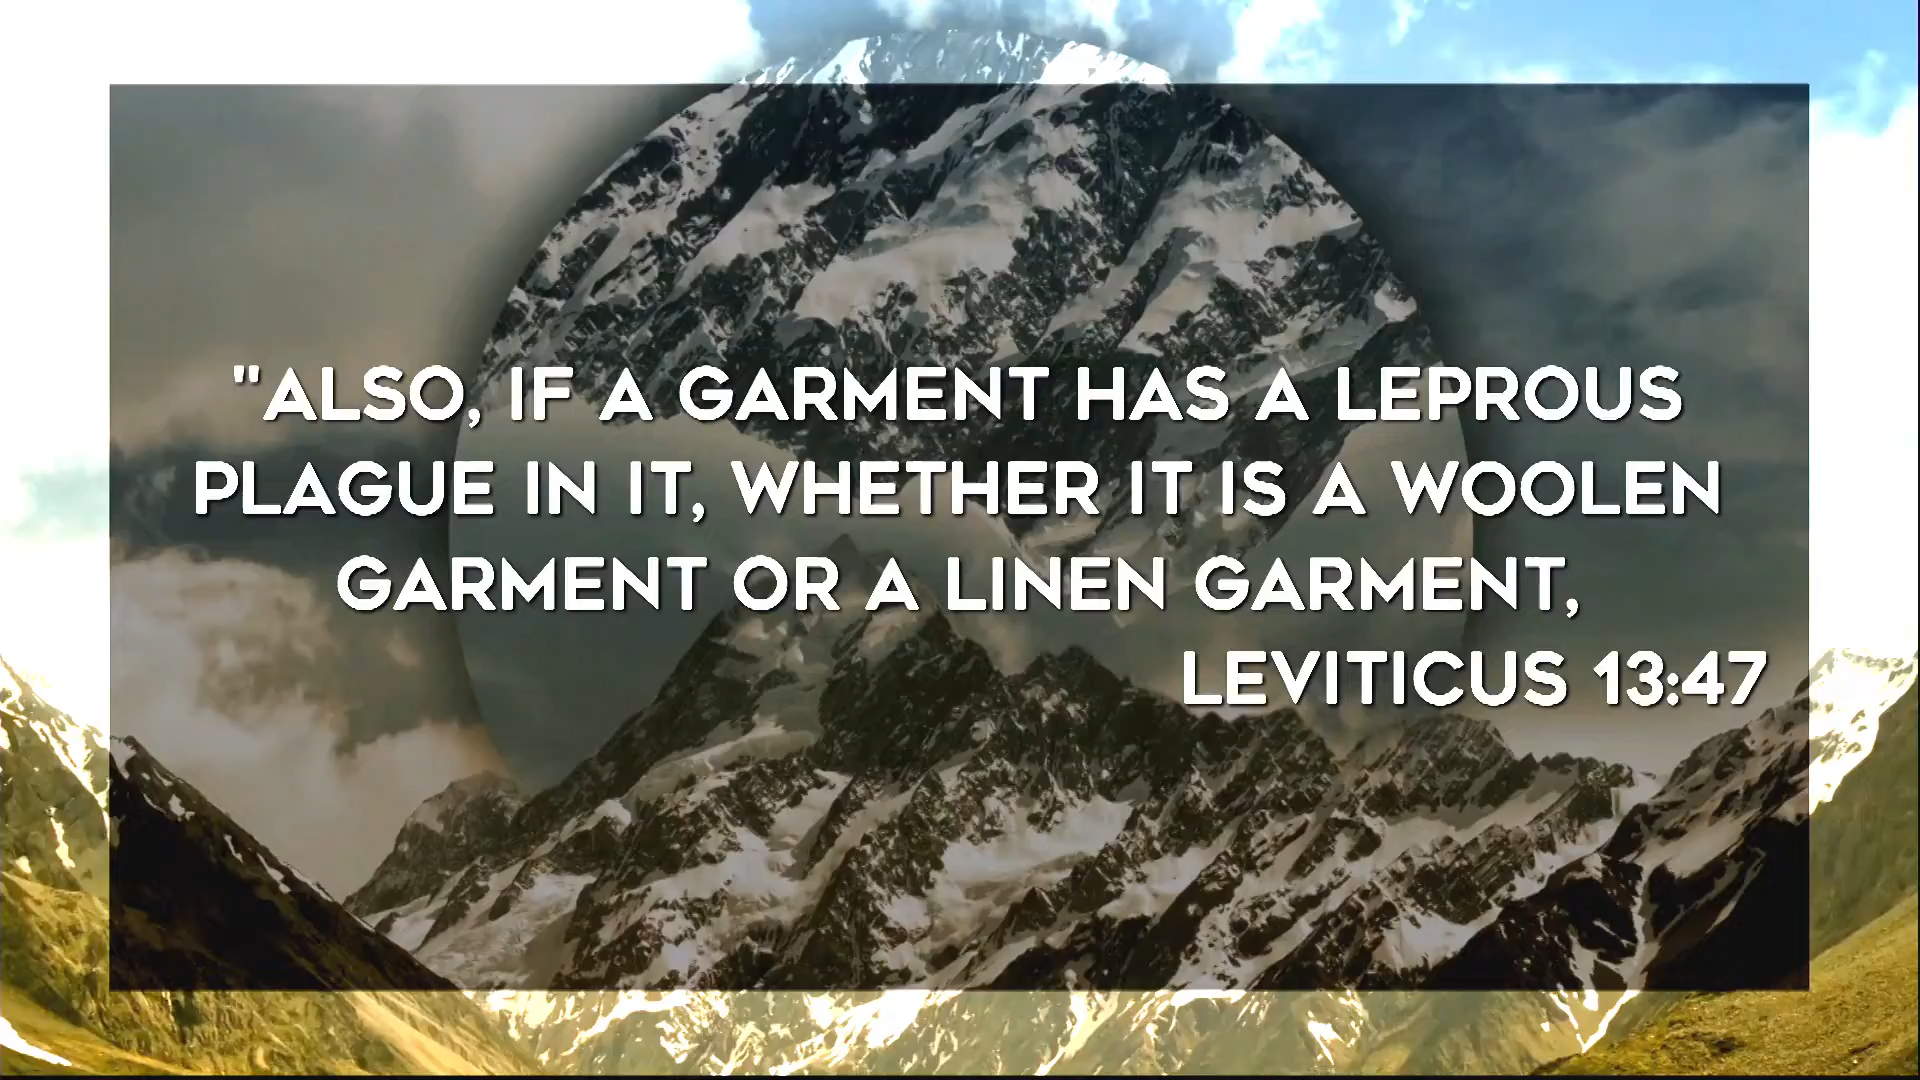 "ALSO, IF A GARMENT HAS A LEPROUS
PLAGUE IN IT, WHETHER IT IS A WOOLEN
GARMENT OR A LINEN GARMENT,
LEVITICUS 13:47